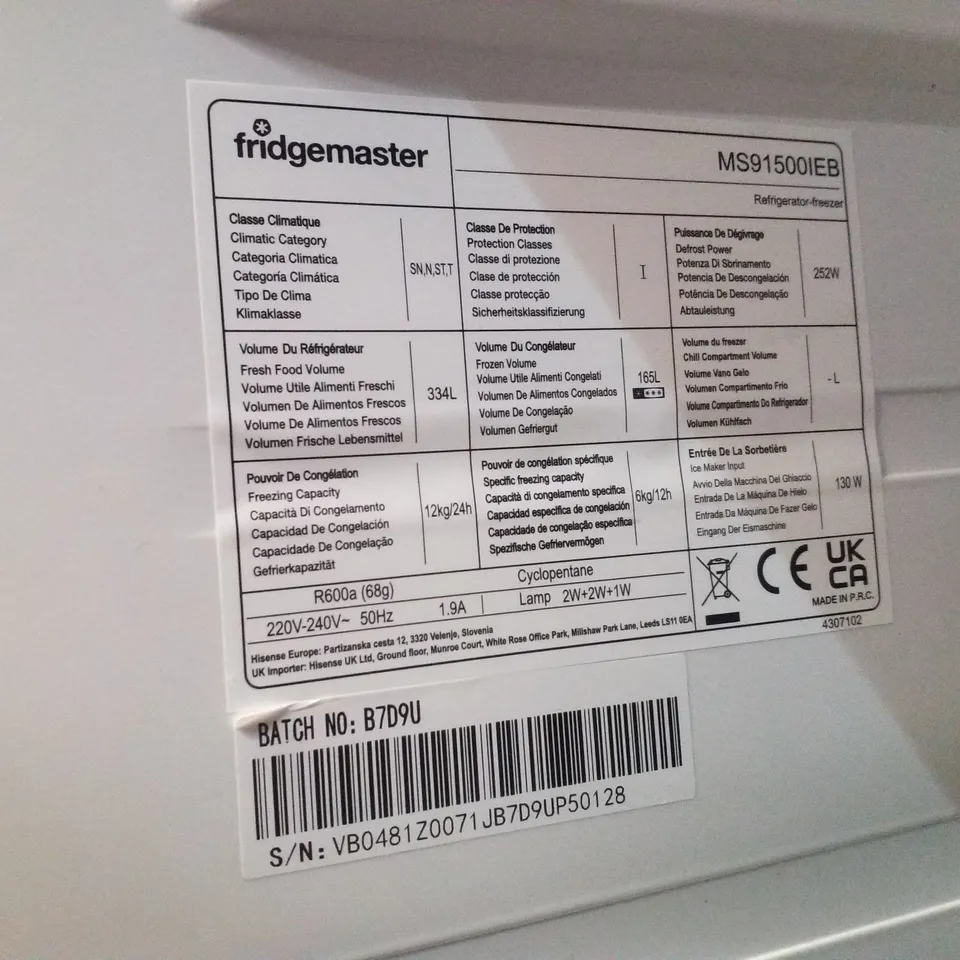 fridgemaster
MS91500IEB
Refrigerator-freezer
Classe Climatique
Climatic Category
Categoria Climatica
Categoría Climática
Tipo De Clima
Klimaklasse
SN,N,ST,T
Classe De Protection
Protection Classes
Classe di protezione
Clase de protección
Classe protecção
Sicherheitsklassifizierung
I
Puissance De Dégivrage
Defrost Power
Potenza Di Sbrinamento
Potencia De Descongelación
Potência De Descongelação
Abtauleistung
252W
Volume Du Réfrigérateur
Fresh Food Volume
Volume Utile Alimenti Freschi
Volumen De Alimentos Frescos
Volume De Alimentos Frescos
Volumen Frische Lebensmittel
334L
Volume Du Congélateur
Frozen Volume
Volume Utile Alimenti Congelati
Volumen De Alimentos Congelados
Volume De Congelação
Volumen Gefriergut
165L
Volume du freezer
Chill Compartment Volume
Volume Vano Gelo
Volumen Compartimento Frío
Volume Compartimento Do Refrigerador
Volumen Kühlfach
- L
Pouvoir De Congélation
Freezing Capacity
Capacità Di Congelamento
Capacidad De Congelación
Capacidade De Congelação
Gefrierkapazität
12kg/24h
Pouvoir de congélation spécifique
Specific freezing capacity
Capacità di congelamento specifica
Capacidad específica de congelación
Capacidade de congelação específica
Spezifische Gefriervermögen
6kg/12h
Entrée De La Sorbetière
Ice Maker Input
Avvio Della Macchina Del Ghiaccio
Entrada De La Máquina De Hielo
Entrada Da Máquina De Fazer Gelo
Eingang Der Eismaschine
130 W
R600a (68g)
Cyclopentane
220V-240V~ 50Hz
1.9A
Lamp 2W+2W+1W
CE
UK
CA
MADE IN P.R.C.
Hisense Europe: Partizanska cesta 12, 3320 Velenje, Slovenia
UK Importer: Hisense UK Ltd, Ground floor, Munroe Court, White Rose Office Park, Millshaw Park Lane, Leeds LS11 0EA
4307102
BATCH NO: B7D9U
S/N: VB0481Z0071JB7D9UP50128